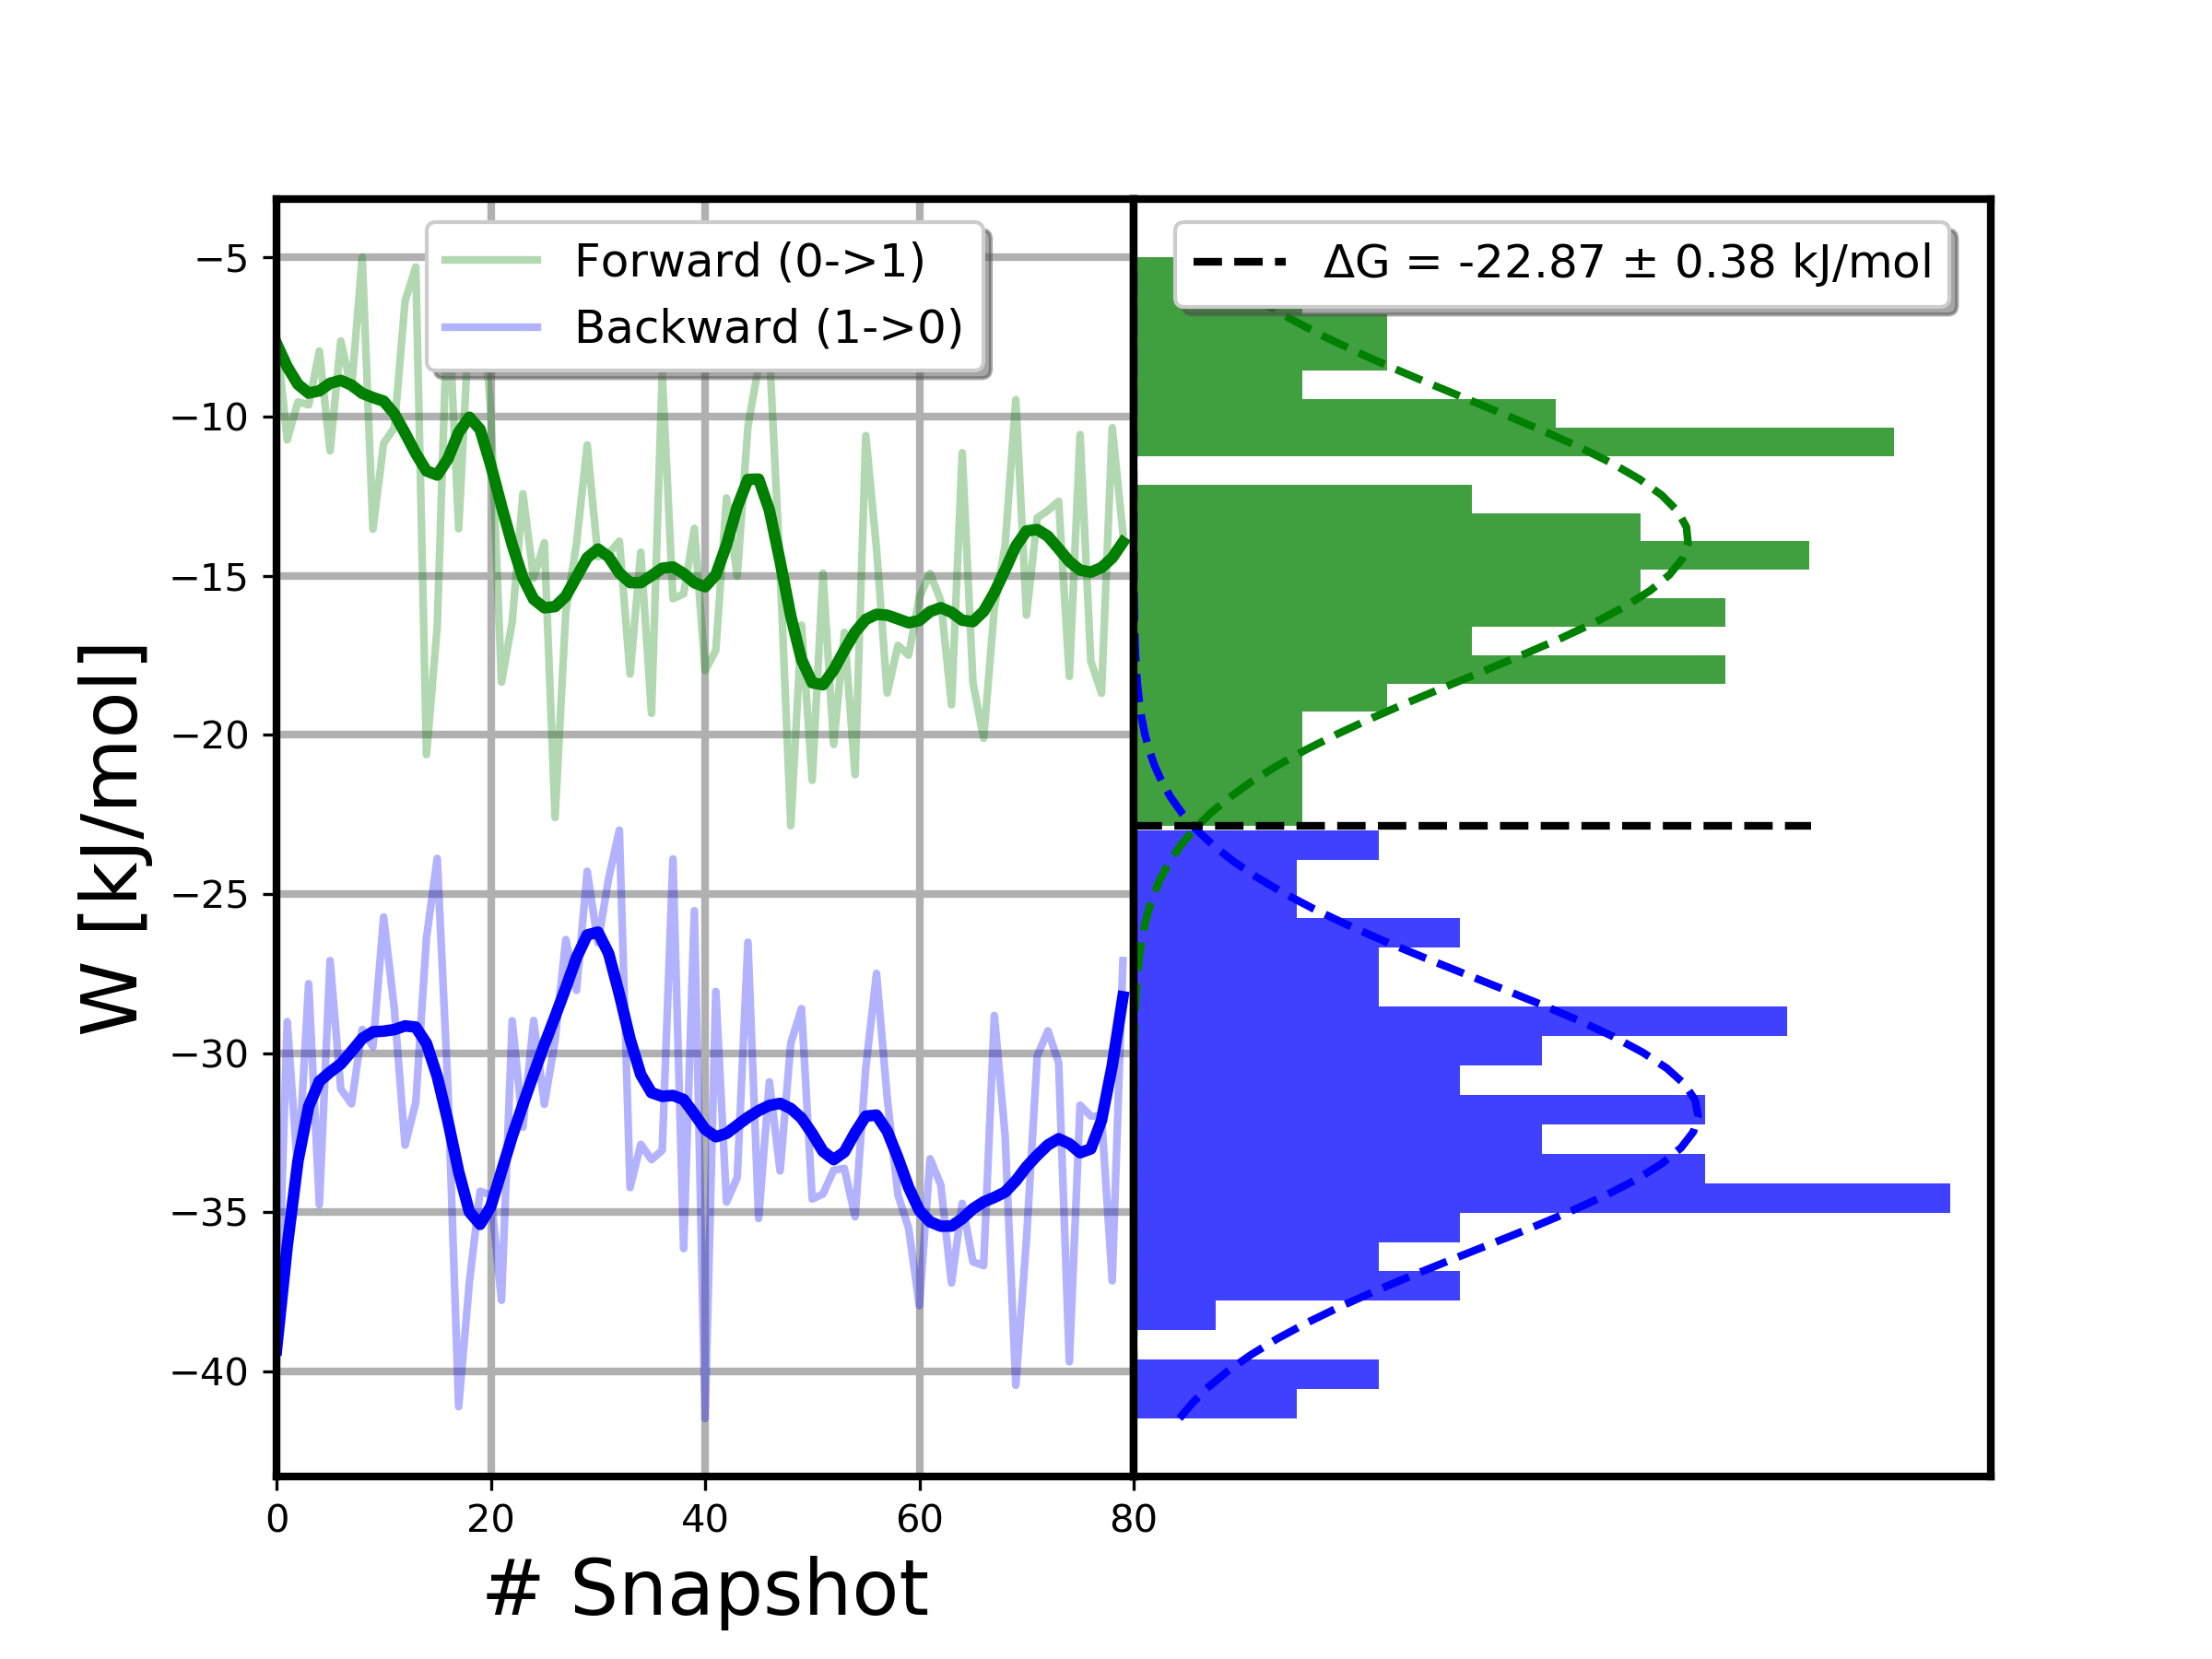 Forward (0->1)
Backward (1->0)
ΔG = -22.87 ± 0.38 kJ/mol
−5
−10
−15
−20
−25
−30
−35
−40
W [kJ/mol]
0 20 40 60 80
# Snapshot